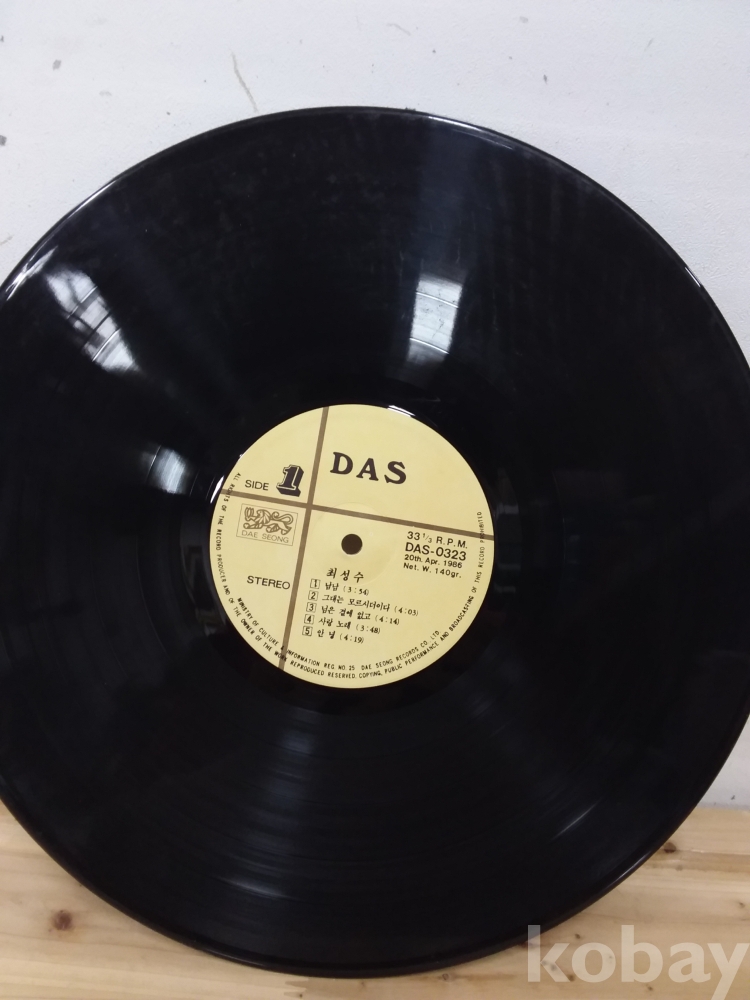 DAS
SIDE 1
DAE SEONG
STEREO
33 1/3 R.P.M.
DAS-0323
20th. Apr. 1986
Net. W. 140gr.
최성수
1 남남 (3:54)
2 그대는 모르시더이다 (4:03)
3 님은 곁에 없고 (4:14)
4 사랑 노래 (3:48)
5 안녕 (4:19)
ALL RIGHTS OF THE RECORD PRODUCER AND OF THE OWNER OF THE WORK REPRODUCED RESERVED. COPYING, PUBLIC PERFORMANCE AND BROADCASTING OF THIS RECORD PROHIBITED
MINISTRY OF CULTURE & INFORMATION REG NO. 25 DAE SEONG RECORDS CO., LTD.
kobay